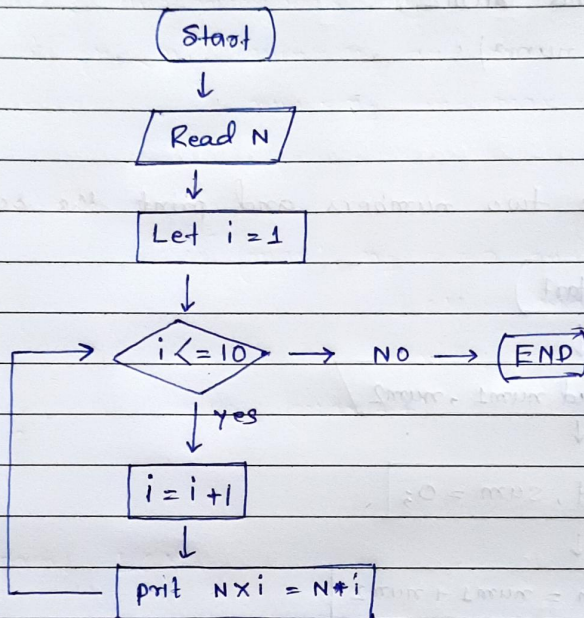 Start
Read N
Let i = 1
i <= 10 NO END
yes
i = i +1
prit N×i = N*i